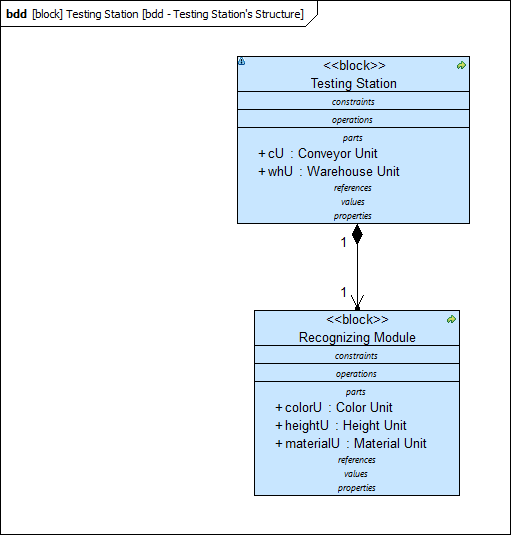 bdd [block] Testing Station [bdd - Testing Station's Structure]
<<block>>
Testing Station
constraints
operations
parts
+ cU : Conveyor Unit
+ whU : Warehouse Unit
references
values
properties
1
1
<<block>>
Recognizing Module
constraints
operations
parts
+ colorU : Color Unit
+ heightU : Height Unit
+ materialU : Material Unit
references
values
properties